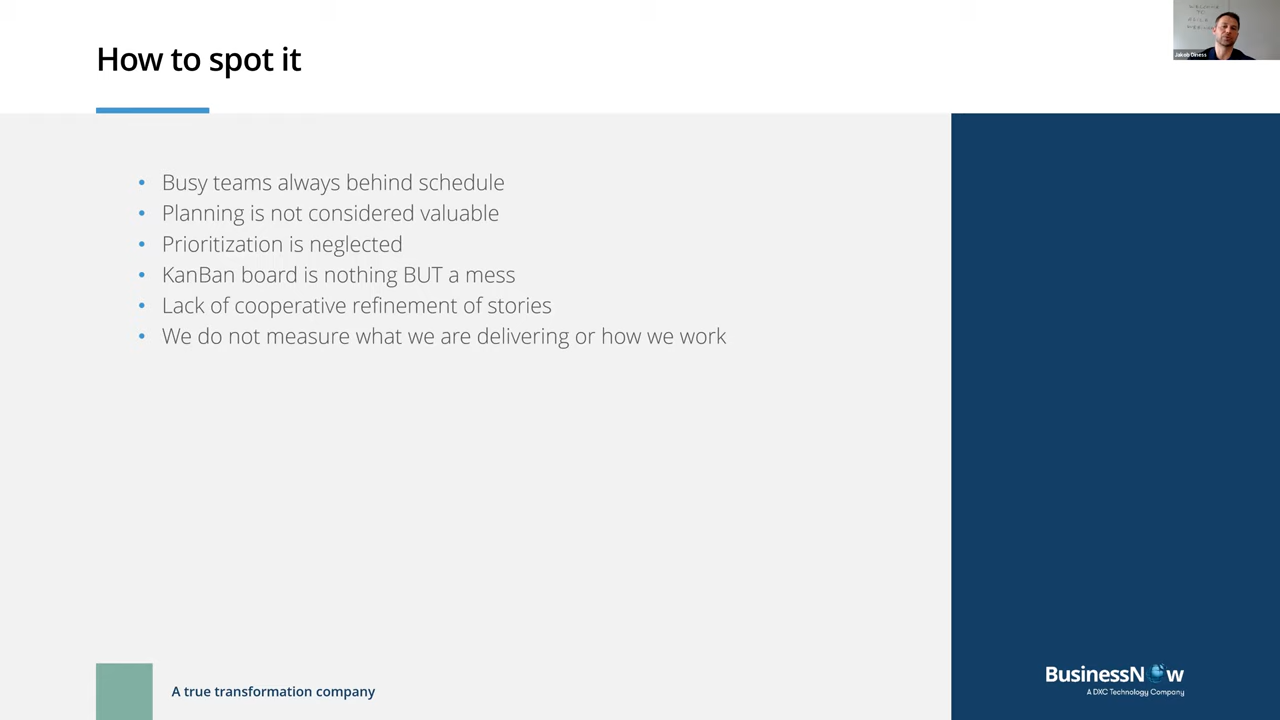 How to spot it
Jakob Diness
• Busy teams always behind schedule
• Planning is not considered valuable
• Prioritization is neglected
• KanBan board is nothing BUT a mess
• Lack of cooperative refinement of stories
• We do not measure what we are delivering or how we work
A true transformation company
BusinessNow
A DXC Technology Company